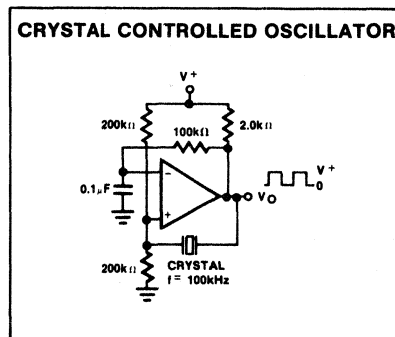 CRYSTAL CONTROLLED OSCILLATOR
V+
200kΩ
100kΩ
2.0kΩ
0.1µF
−
+
V+
0
VO
200kΩ
CRYSTAL
f = 100kHz